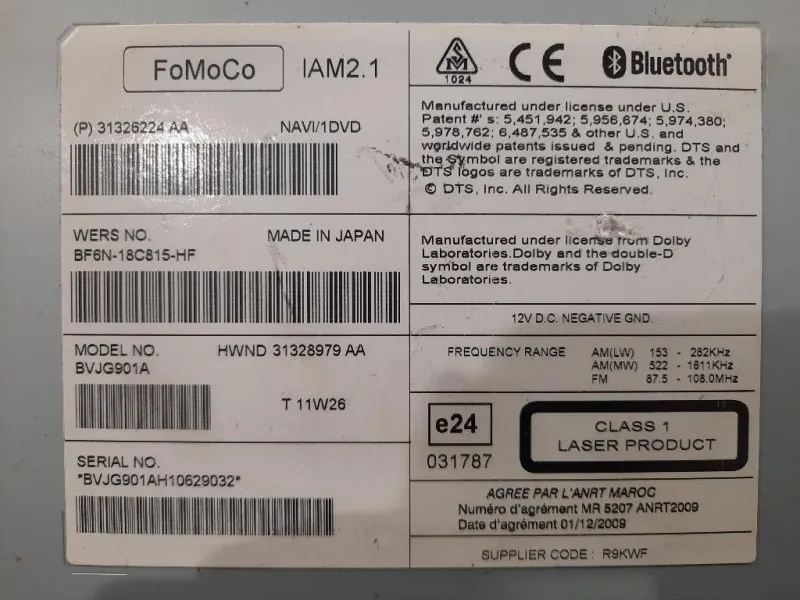 FoMoCo
IAM2.1
(P) 31326224 AA
NAVI/1DVD
WERS NO.
MADE IN JAPAN
BF6N-18C815-HF
MODEL NO.
HWND 31328979 AA
BVJG901A
T 11W26
SERIAL NO.
*BVJG901AH10629032*
1024
CE
Bluetooth®
Manufactured under license under U.S.
Patent #' s: 5,451,942; 5,956,674; 5,974,380;
5,978,762; 6,487,535 & other U.S. and
worldwide patents issued & pending. DTS and
the Symbol are registered trademarks & the
DTS logos are trademarks of DTS, Inc.
© DTS, Inc. All Rights Reserved.
Manufactured under license from Dolby
Laboratories.Dolby and the double-D
symbol are trademarks of Dolby
Laboratories.
12V D.C. NEGATIVE GND.
FREQUENCY RANGE AM(LW) 153 - 282KHz
AM(MW) 522 - 1611KHz
FM 87.5 - 108.0MHz
e24
031787
CLASS 1
LASER PRODUCT
AGREE PAR L'ANRT MAROC
Numéro d'agrément MR 5207 ANRT2009
Date d'agrément 01/12/2009
SUPPLIER CODE : R9KWF